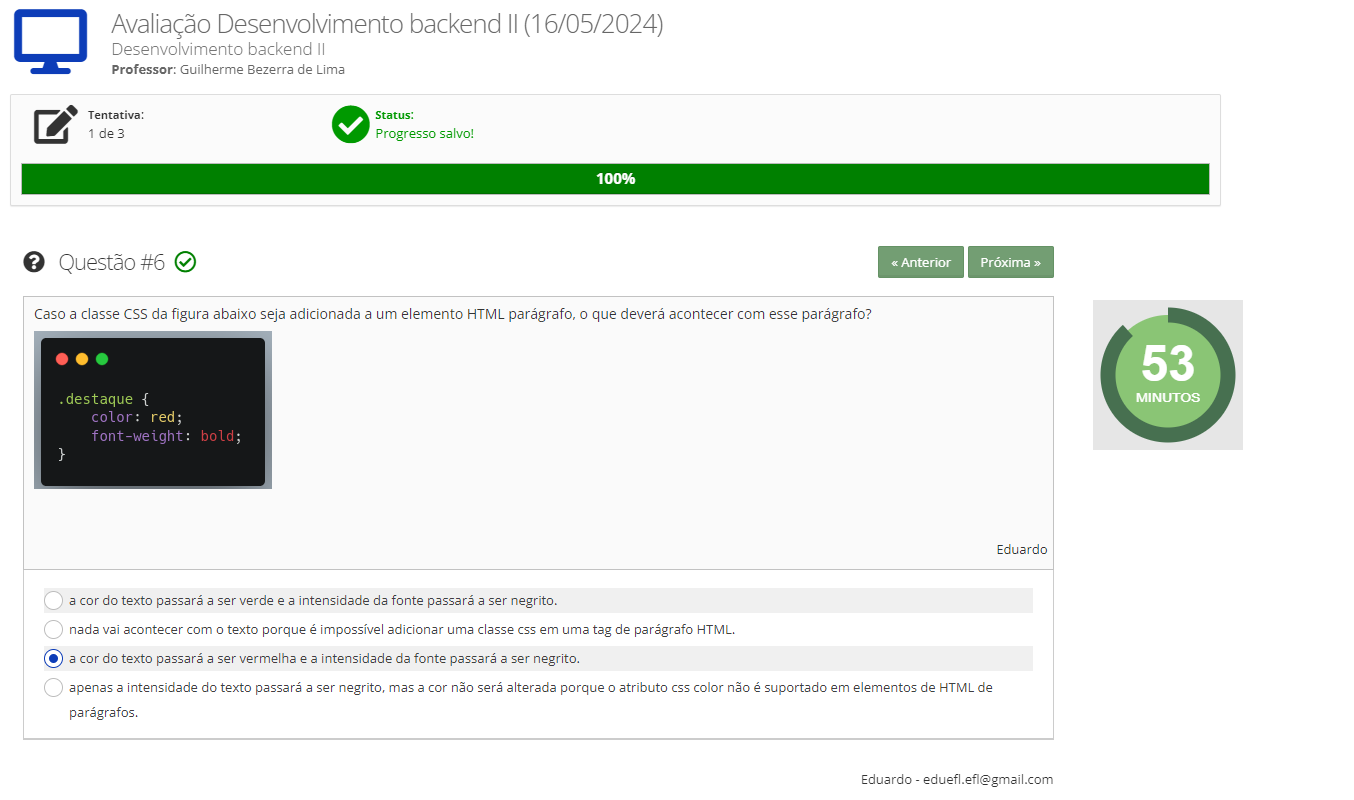 Avaliação Desenvolvimento backend II (16/05/2024)
Desenvolvimento backend II
Professor: Guilherme Bezerra de Lima
Tentativa:
1 de 3
Status:
Progresso salvo!
100%
Questão #6
« Anterior
Próxima »
Caso a classe CSS da figura abaixo seja adicionada a um elemento HTML parágrafo, o que deverá acontecer com esse parágrafo?
.destaque {
color: red;
font-weight: bold;
}
53
MINUTOS
Eduardo
a cor do texto passará a ser verde e a intensidade da fonte passará a ser negrito.
nada vai acontecer com o texto porque é impossível adicionar uma classe css em uma tag de parágrafo HTML.
a cor do texto passará a ser vermelha e a intensidade da fonte passará a ser negrito.
apenas a intensidade do texto passará a ser negrito, mas a cor não será alterada porque o atributo css color não é suportado em elementos de HTML de
parágrafos.
Eduardo - eduefl.efl@gmail.com